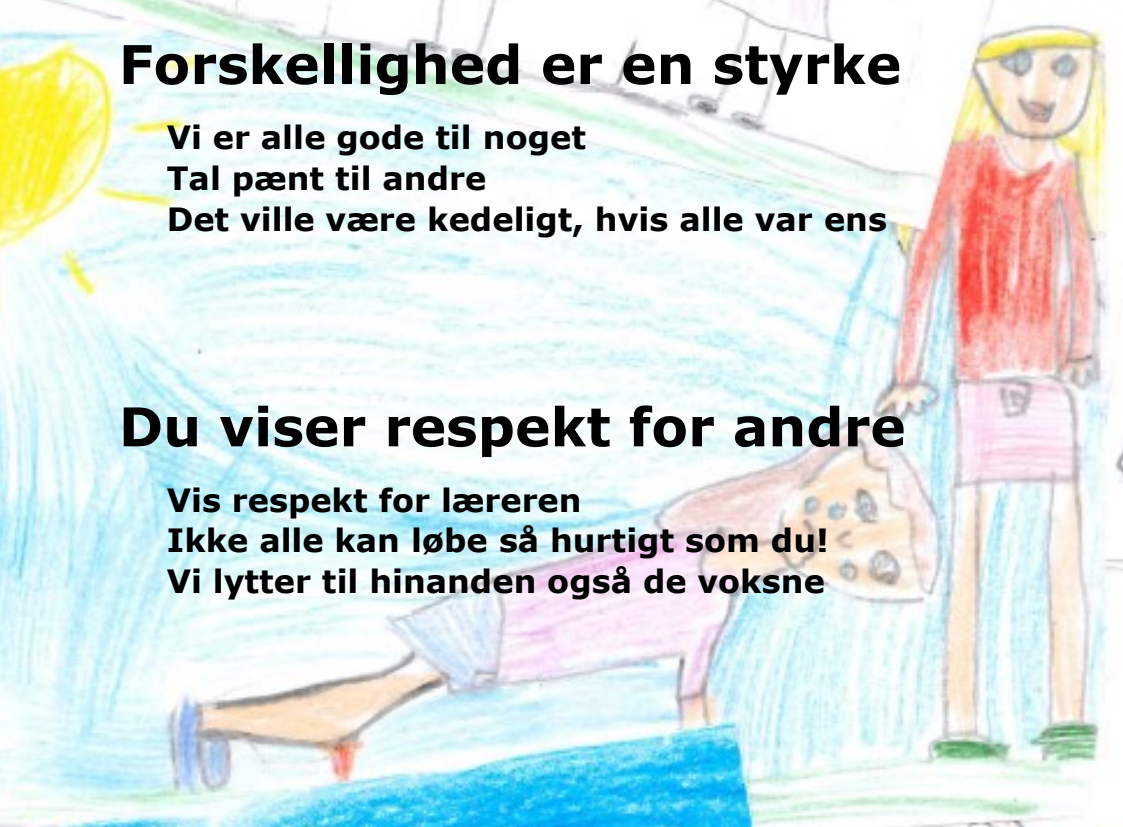 Forskellighed er en styrke
Vi er alle gode til noget
Tal pænt til andre
Det ville være kedeligt, hvis alle var ens
Du viser respekt for andre
Vis respekt for læreren
Ikke alle kan løbe så hurtigt som du!
Vi lytter til hinanden også de voksne